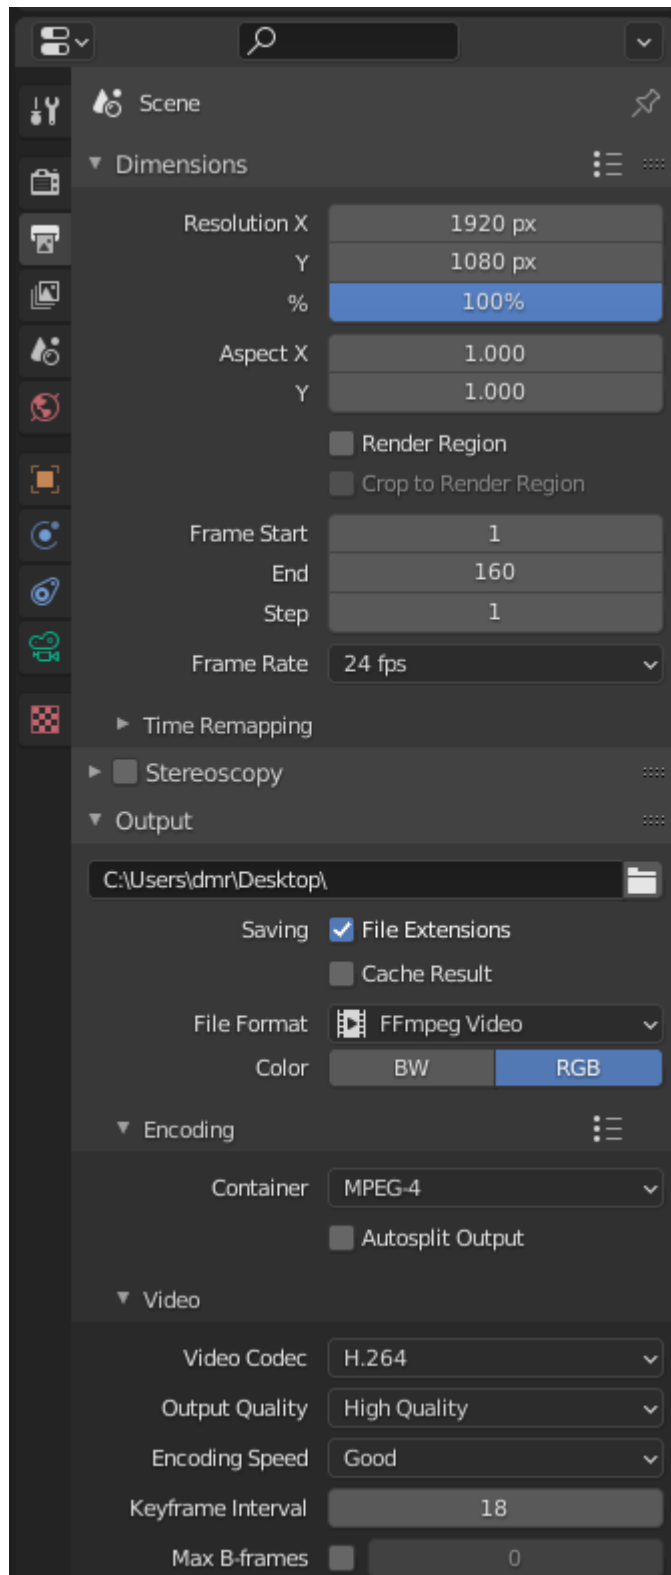 Scene
Dimensions
Resolution X 1920 px
Y 1080 px
% 100%
Aspect X 1.000
Y 1.000
Render Region
Crop to Render Region
Frame Start 1
End 160
Step 1
Frame Rate 24 fps
Time Remapping
Stereoscopy
Output
C:\Users\dmr\Desktop\
Saving File Extensions
Cache Result
File Format FFmpeg Video
Color BW RGB
Encoding
Container MPEG-4
Autosplit Output
Video
Video Codec H.264
Output Quality High Quality
Encoding Speed Good
Keyframe Interval 18
Max B-frames 0